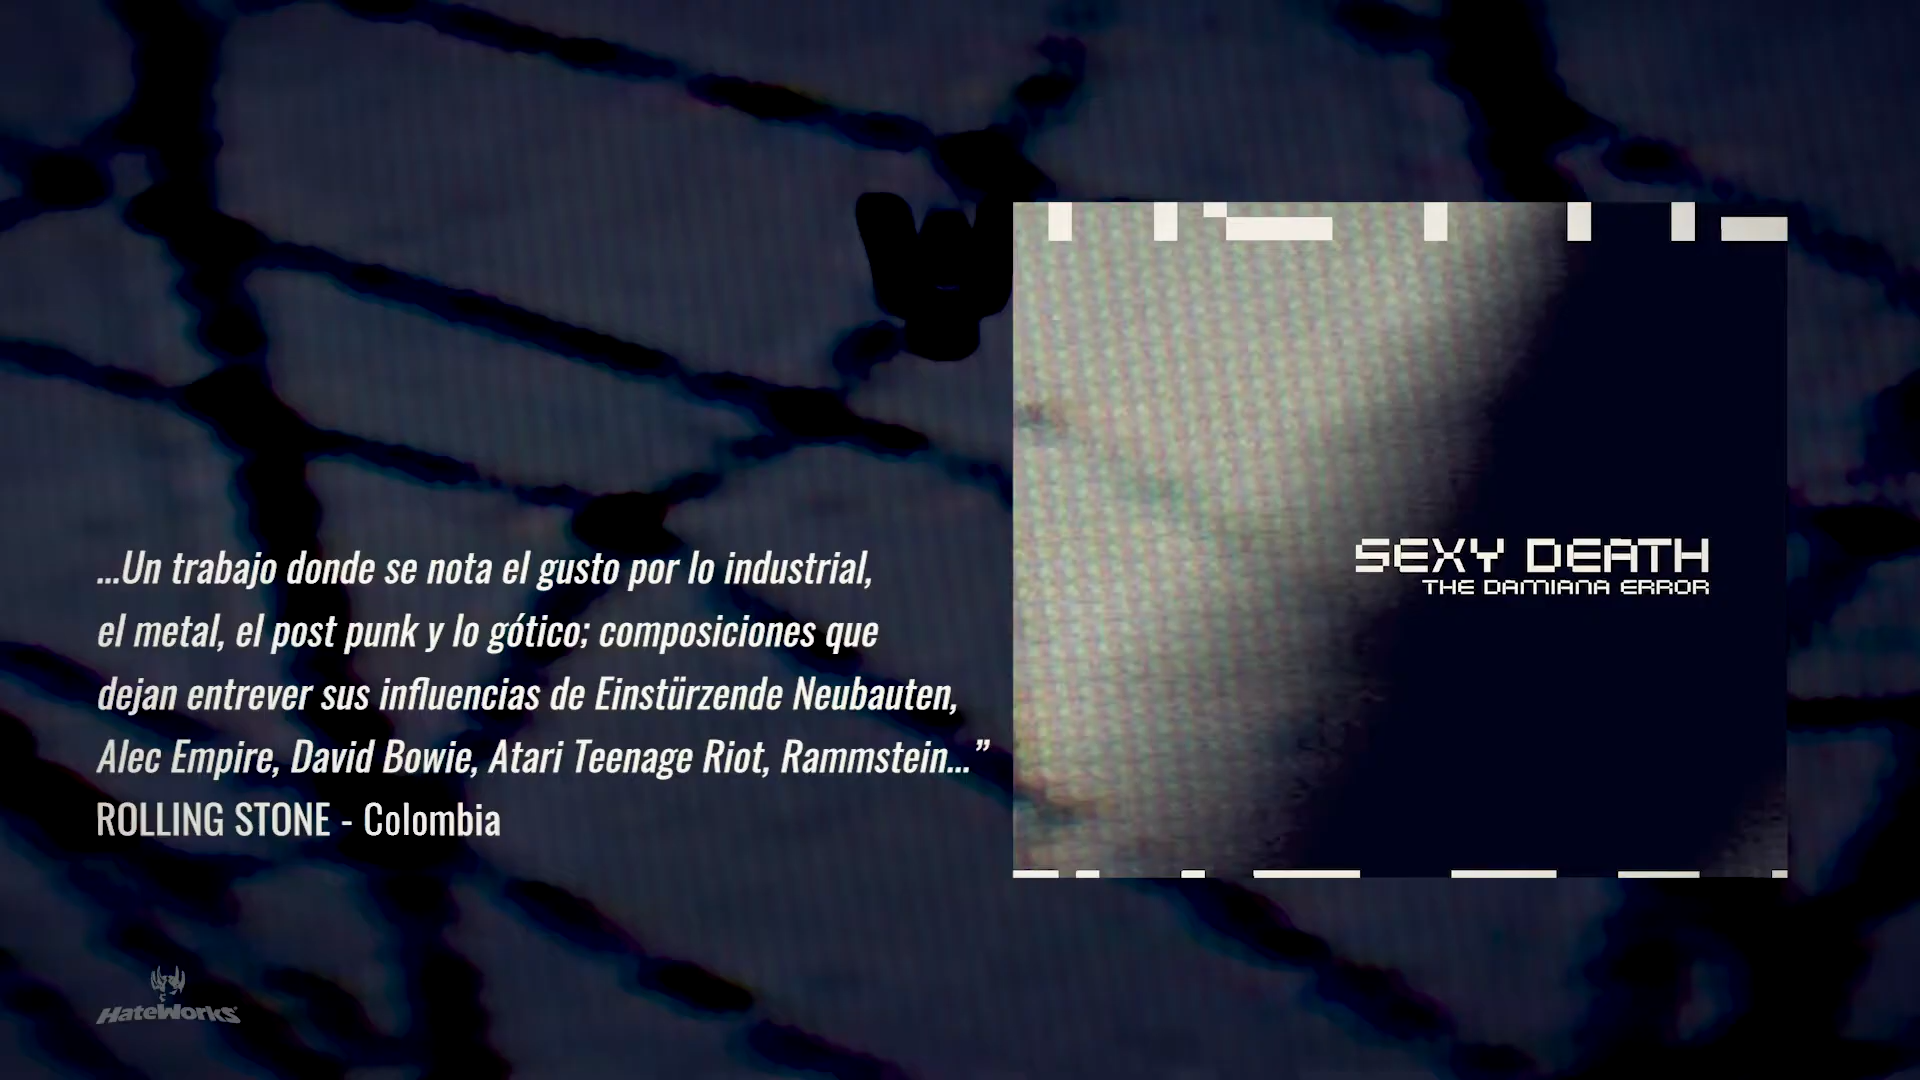 ...Un trabajo donde se nota el gusto por lo industrial,
el metal, el post punk y lo gótico; composiciones que
dejan entrever sus influencias de Einstürzende Neubauten,
Alec Empire, David Bowie, Atari Teenage Riot, Rammstein...”
ROLLING STONE - Colombia
SEXY DEATH
THE DAMIANA ERROR
HateWorks